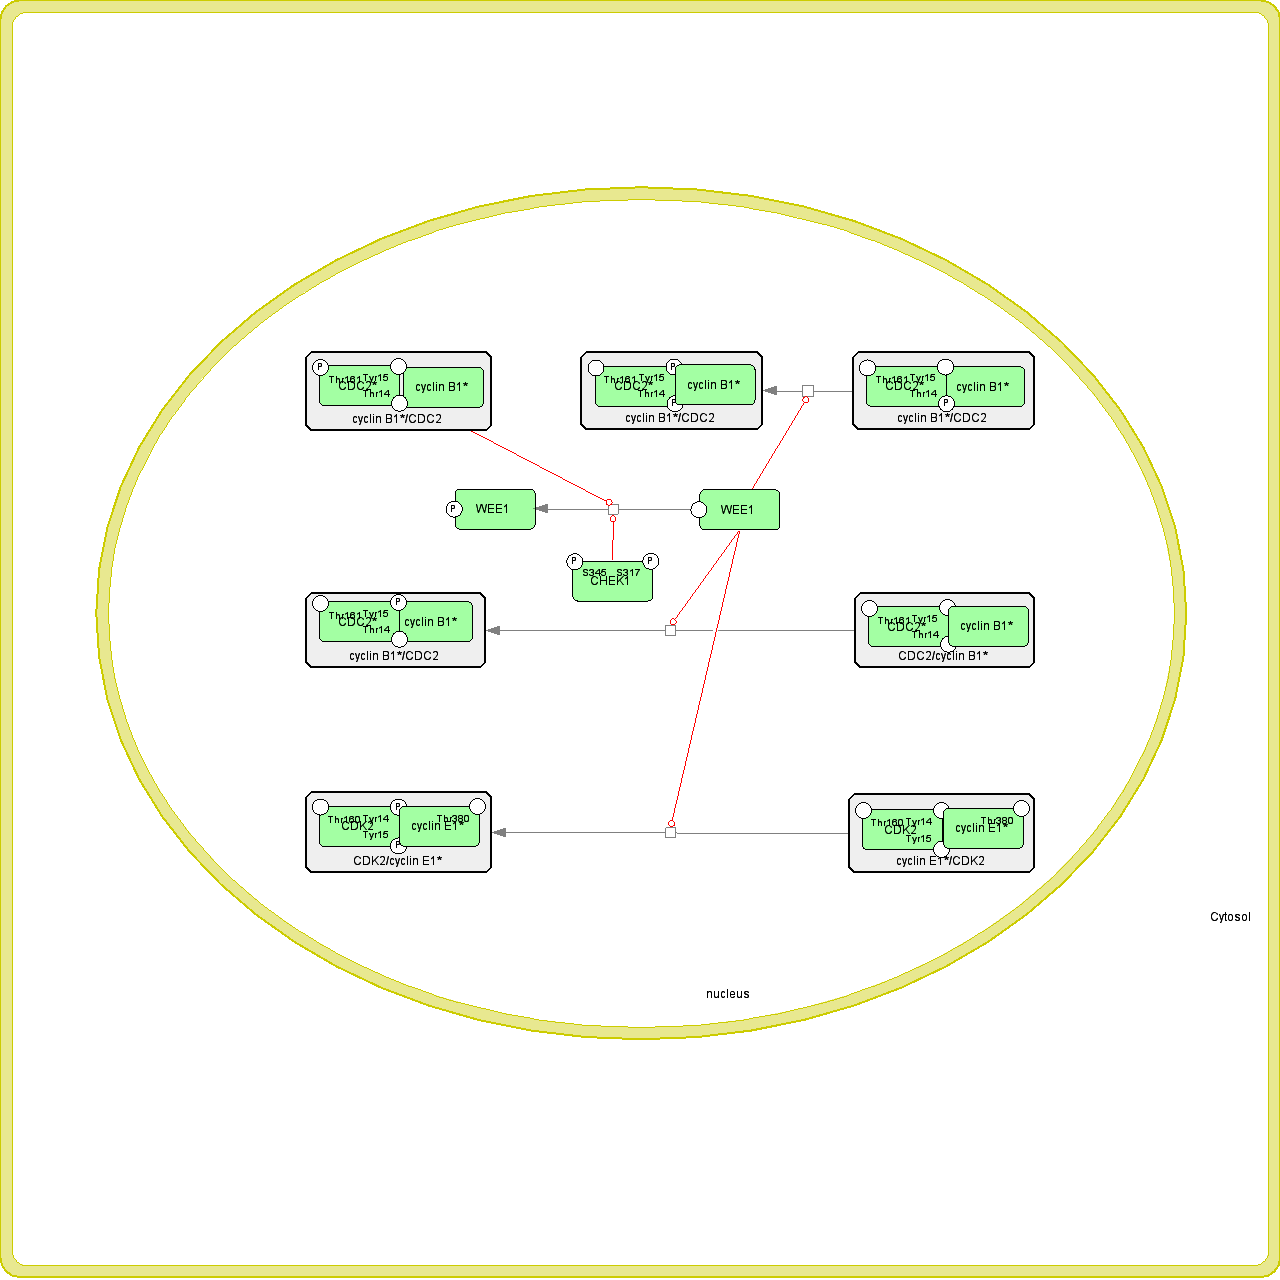 P
Thr161 Tyr15
CDC2*
Thr14
cyclin B1*
cyclin B1*/CDC2
P
Thr161 Tyr15
CDC2*
P
cyclin B1*
cyclin B1*/CDC2
Thr161 Tyr15
CDC2*
Thr14
P
cyclin B1*
cyclin B1*/CDC2
P
WEE1
WEE1
P
P
S345 S317
CHEK1
P
Thr161 Tyr15
CDC2*
Thr14
cyclin B1*
cyclin B1*/CDC2
Thr161 Tyr15
CDC2*
Thr14
cyclin B1*
CDC2/cyclin B1*
P
Thr160 Tyr14
CDK2
Tyr15
P
Thr380
cyclin E1*
CDK2/cyclin E1*
Thr160 Tyr14
CDK2
Tyr15
Thr380
cyclin E1*
cyclin E1*/CDK2
Cytosol
nucleus